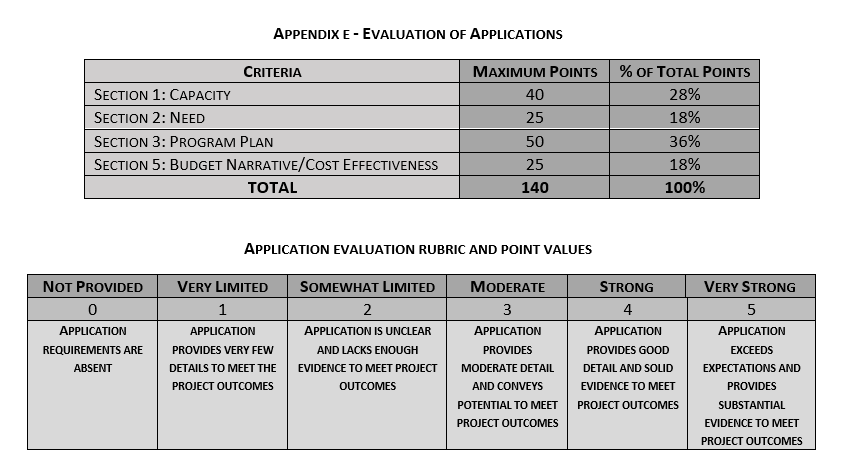 APPENDIX E - EVALUATION OF APPLICATIONS
CRITERIA MAXIMUM POINTS % OF TOTAL POINTS
SECTION 1: CAPACITY 40 28%
SECTION 2: NEED 25 18%
SECTION 3: PROGRAM PLAN 50 36%
SECTION 5: BUDGET NARRATIVE/COST EFFECTIVENESS 25 18%
TOTAL 140 100%
APPLICATION EVALUATION RUBRIC AND POINT VALUES
NOT PROVIDED VERY LIMITED SOMEWHAT LIMITED MODERATE STRONG VERY STRONG
0 1 2 3 4 5
APPLICATION
REQUIREMENTS ARE
ABSENT
APPLICATION
PROVIDES VERY FEW
DETAILS TO MEET THE
PROJECT OUTCOMES
APPLICATION IS UNCLEAR
AND LACKS ENOUGH
EVIDENCE TO MEET PROJECT
OUTCOMES
APPLICATION
PROVIDES
MODERATE DETAIL
AND CONVEYS
POTENTIAL TO MEET
PROJECT OUTCOMES
APPLICATION
PROVIDES GOOD
DETAIL AND SOLID
EVIDENCE TO MEET
PROJECT OUTCOMES
APPLICATION
EXCEEDS
EXPECTATIONS AND
PROVIDES
SUBSTANTIAL
EVIDENCE TO MEET
PROJECT OUTCOMES